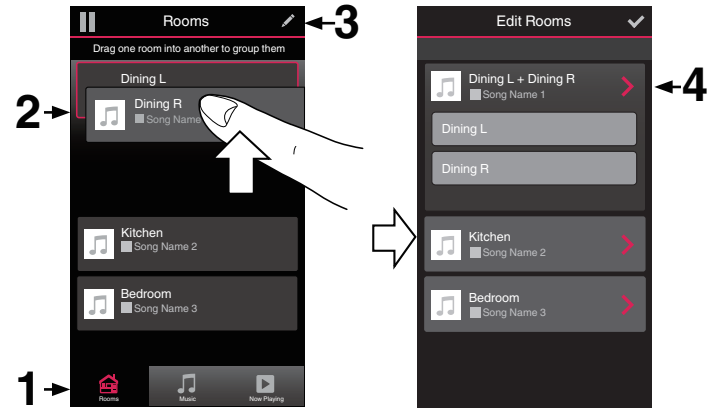 Rooms
3
Drag one room into another to group them
Dining L
2
Dining R
Song Name
Kitchen
Song Name 2
Bedroom
Song Name 3
1
Rooms
Music
Now Playing
Edit Rooms
Dining L + Dining R
4
Song Name 1
Dining L
Dining R
Kitchen
Song Name 2
Bedroom
Song Name 3